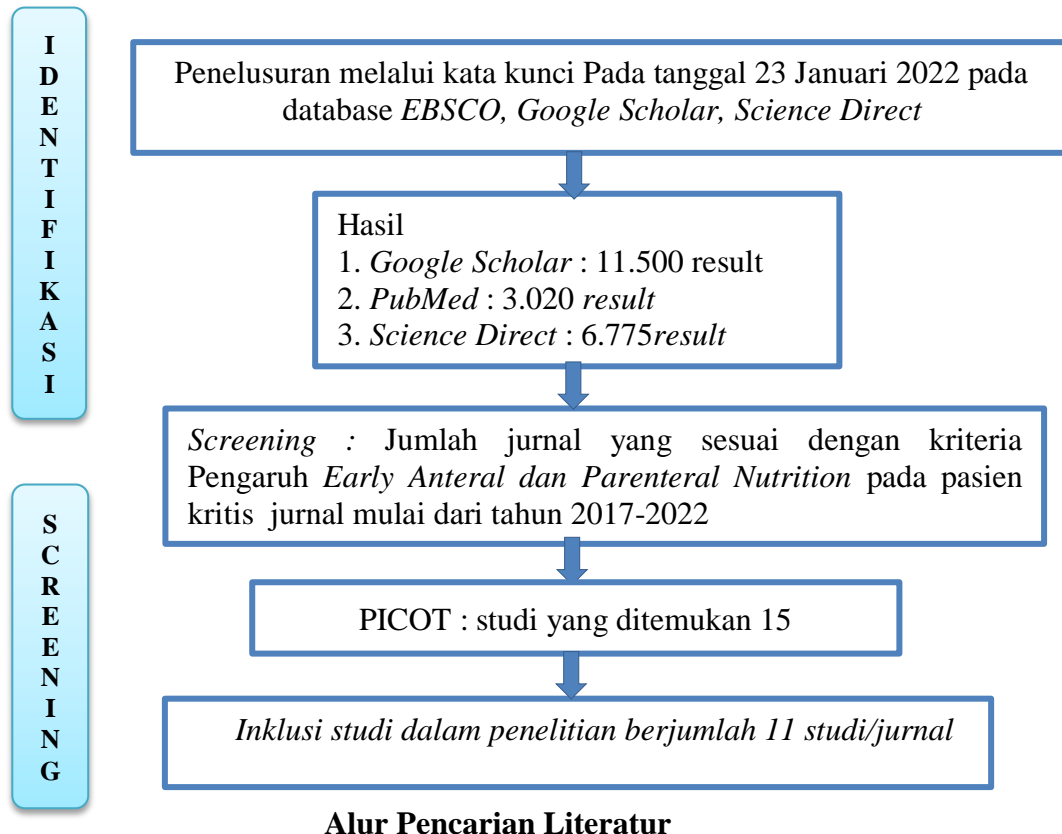 IDENTIFIKASI
Penelusuran melalui kata kunci Pada tanggal 23 Januari 2022 pada
database EBSCO, Google Scholar, Science Direct
Hasil
1. Google Scholar : 11.500 result
2. PubMed : 3.020 result
3. Science Direct : 6.775result
Screening : Jumlah jurnal yang sesuai dengan kriteria
Pengaruh Early Anteral dan Parenteral Nutrition pada pasien
kritis jurnal mulai dari tahun 2017-2022
SCREENING
PICOT : studi yang ditemukan 15
Inklusi studi dalam penelitian berjumlah 11 studi/jurnal
Alur Pencarian Literatur